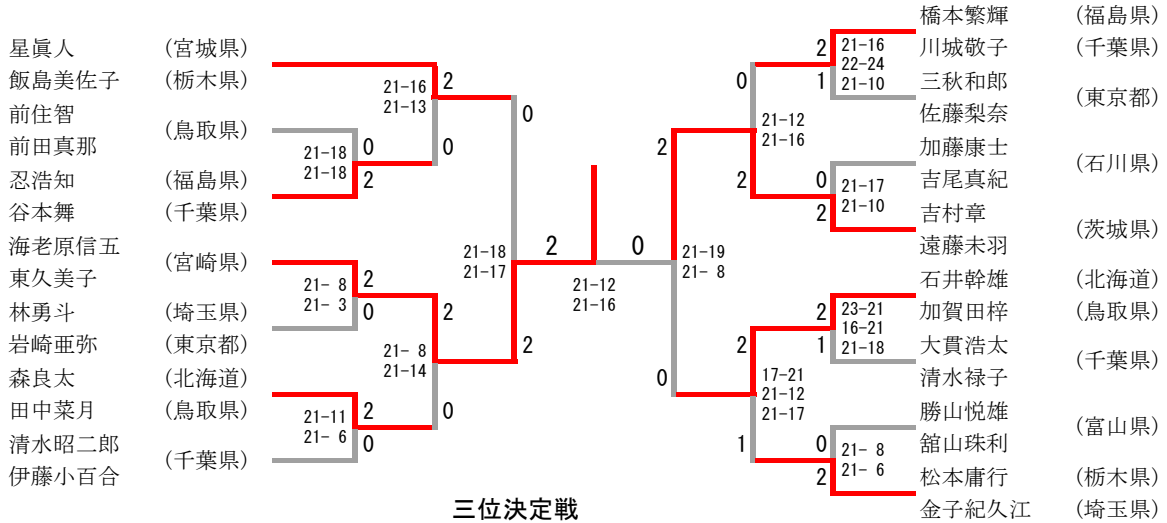 星眞人 (宮城県)
飯島美佐子 (栃木県)
前住智
(鳥取県)
前田真那
忍浩知 (福島県)
谷本舞 (千葉県)
海老原信五
(宮崎県)
東久美子
林勇斗 (埼玉県)
岩崎亜弥 (東京都)
森良太 (北海道)
田中菜月 (鳥取県)
清水昭二郎
(千葉県)
伊藤小百合
21-16 2
21-13
0
21-18 0
21-18 2
0
21- 8 2
21- 3 0
2
21- 8
21-14
0
21-11 2
21- 6 0
21-18
21-17
2
2 0
21-12
21-16
2
21-19
21- 8
0
0
21-12
21-16
2
2 21-16
22-24
1 21-10
0 21-17
2 21-10
2
17-21
21-12
21-17
1
2 23-21
16-21
1 21-18
0 21- 8
2 21- 6
橋本繁輝 (福島県)
川城敬子 (千葉県)
三秋和郎
(東京都)
佐藤梨奈
加藤康士
(石川県)
吉尾真紀
吉村章
(茨城県)
遠藤未羽
石井幹雄 (北海道)
加賀田梓 (鳥取県)
大貫浩太
(千葉県)
清水禄子
勝山悦雄
(富山県)
舘山珠利
松本庸行 (栃木県)
金子紀久江 (埼玉県)
三位決定戦